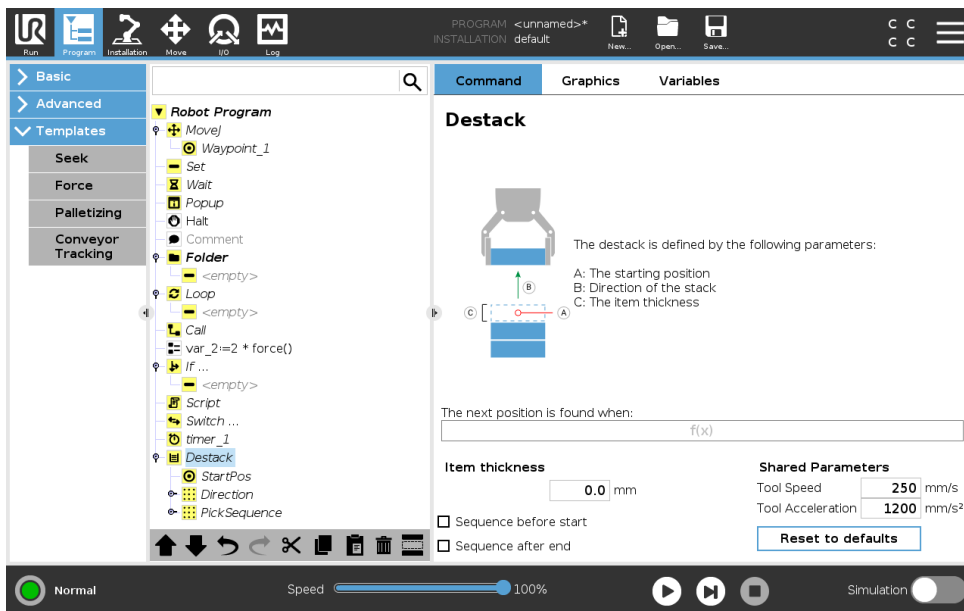 PROGRAM <unnamed>*
INSTALLATION default
Run Program Installation Move I/O Log New... Open... Save...
C C
C C
Basic
Advanced
Templates
Seek
Force
Palletizing
Conveyor
Tracking
Robot Program
MoveJ
Waypoint_1
Set
Wait
Popup
Halt
Comment
Folder
<empty>
Loop
<empty>
Call
var_2:=2 * force()
If ...
<empty>
Script
Switch ...
timer_1
Destack
StartPos
Direction
PickSequence
Command Graphics Variables
Destack
The destack is defined by the following parameters:
A: The starting position
B: Direction of the stack
C: The item thickness
B
C
A
The next position is found when:
f(x)
Item thickness
0.0 mm
Sequence before start
Sequence after end
Shared Parameters
Tool Speed 250 mm/s
Tool Acceleration 1200 mm/s²
Reset to defaults
Normal
Speed 100%
Simulation